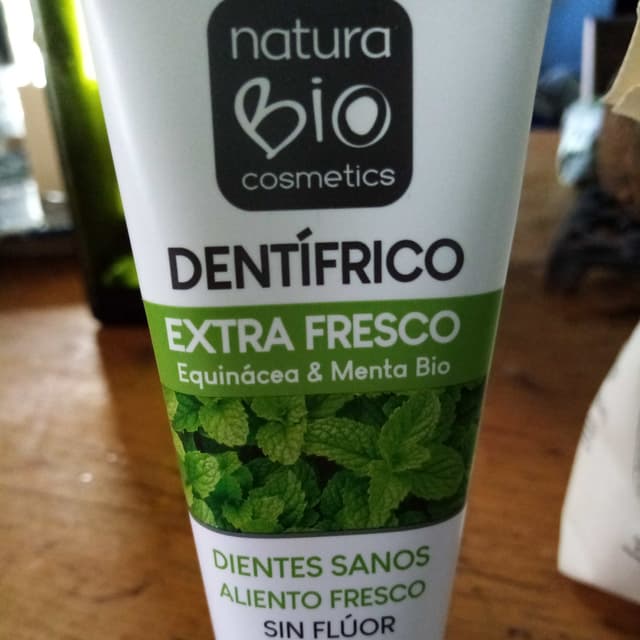 natura
BiO
cosmetics
DENTÍFRICO
EXTRA FRESCO
Equinácea & Menta Bio
DIENTES SANOS
ALIENTO FRESCO
SIN FLÚOR